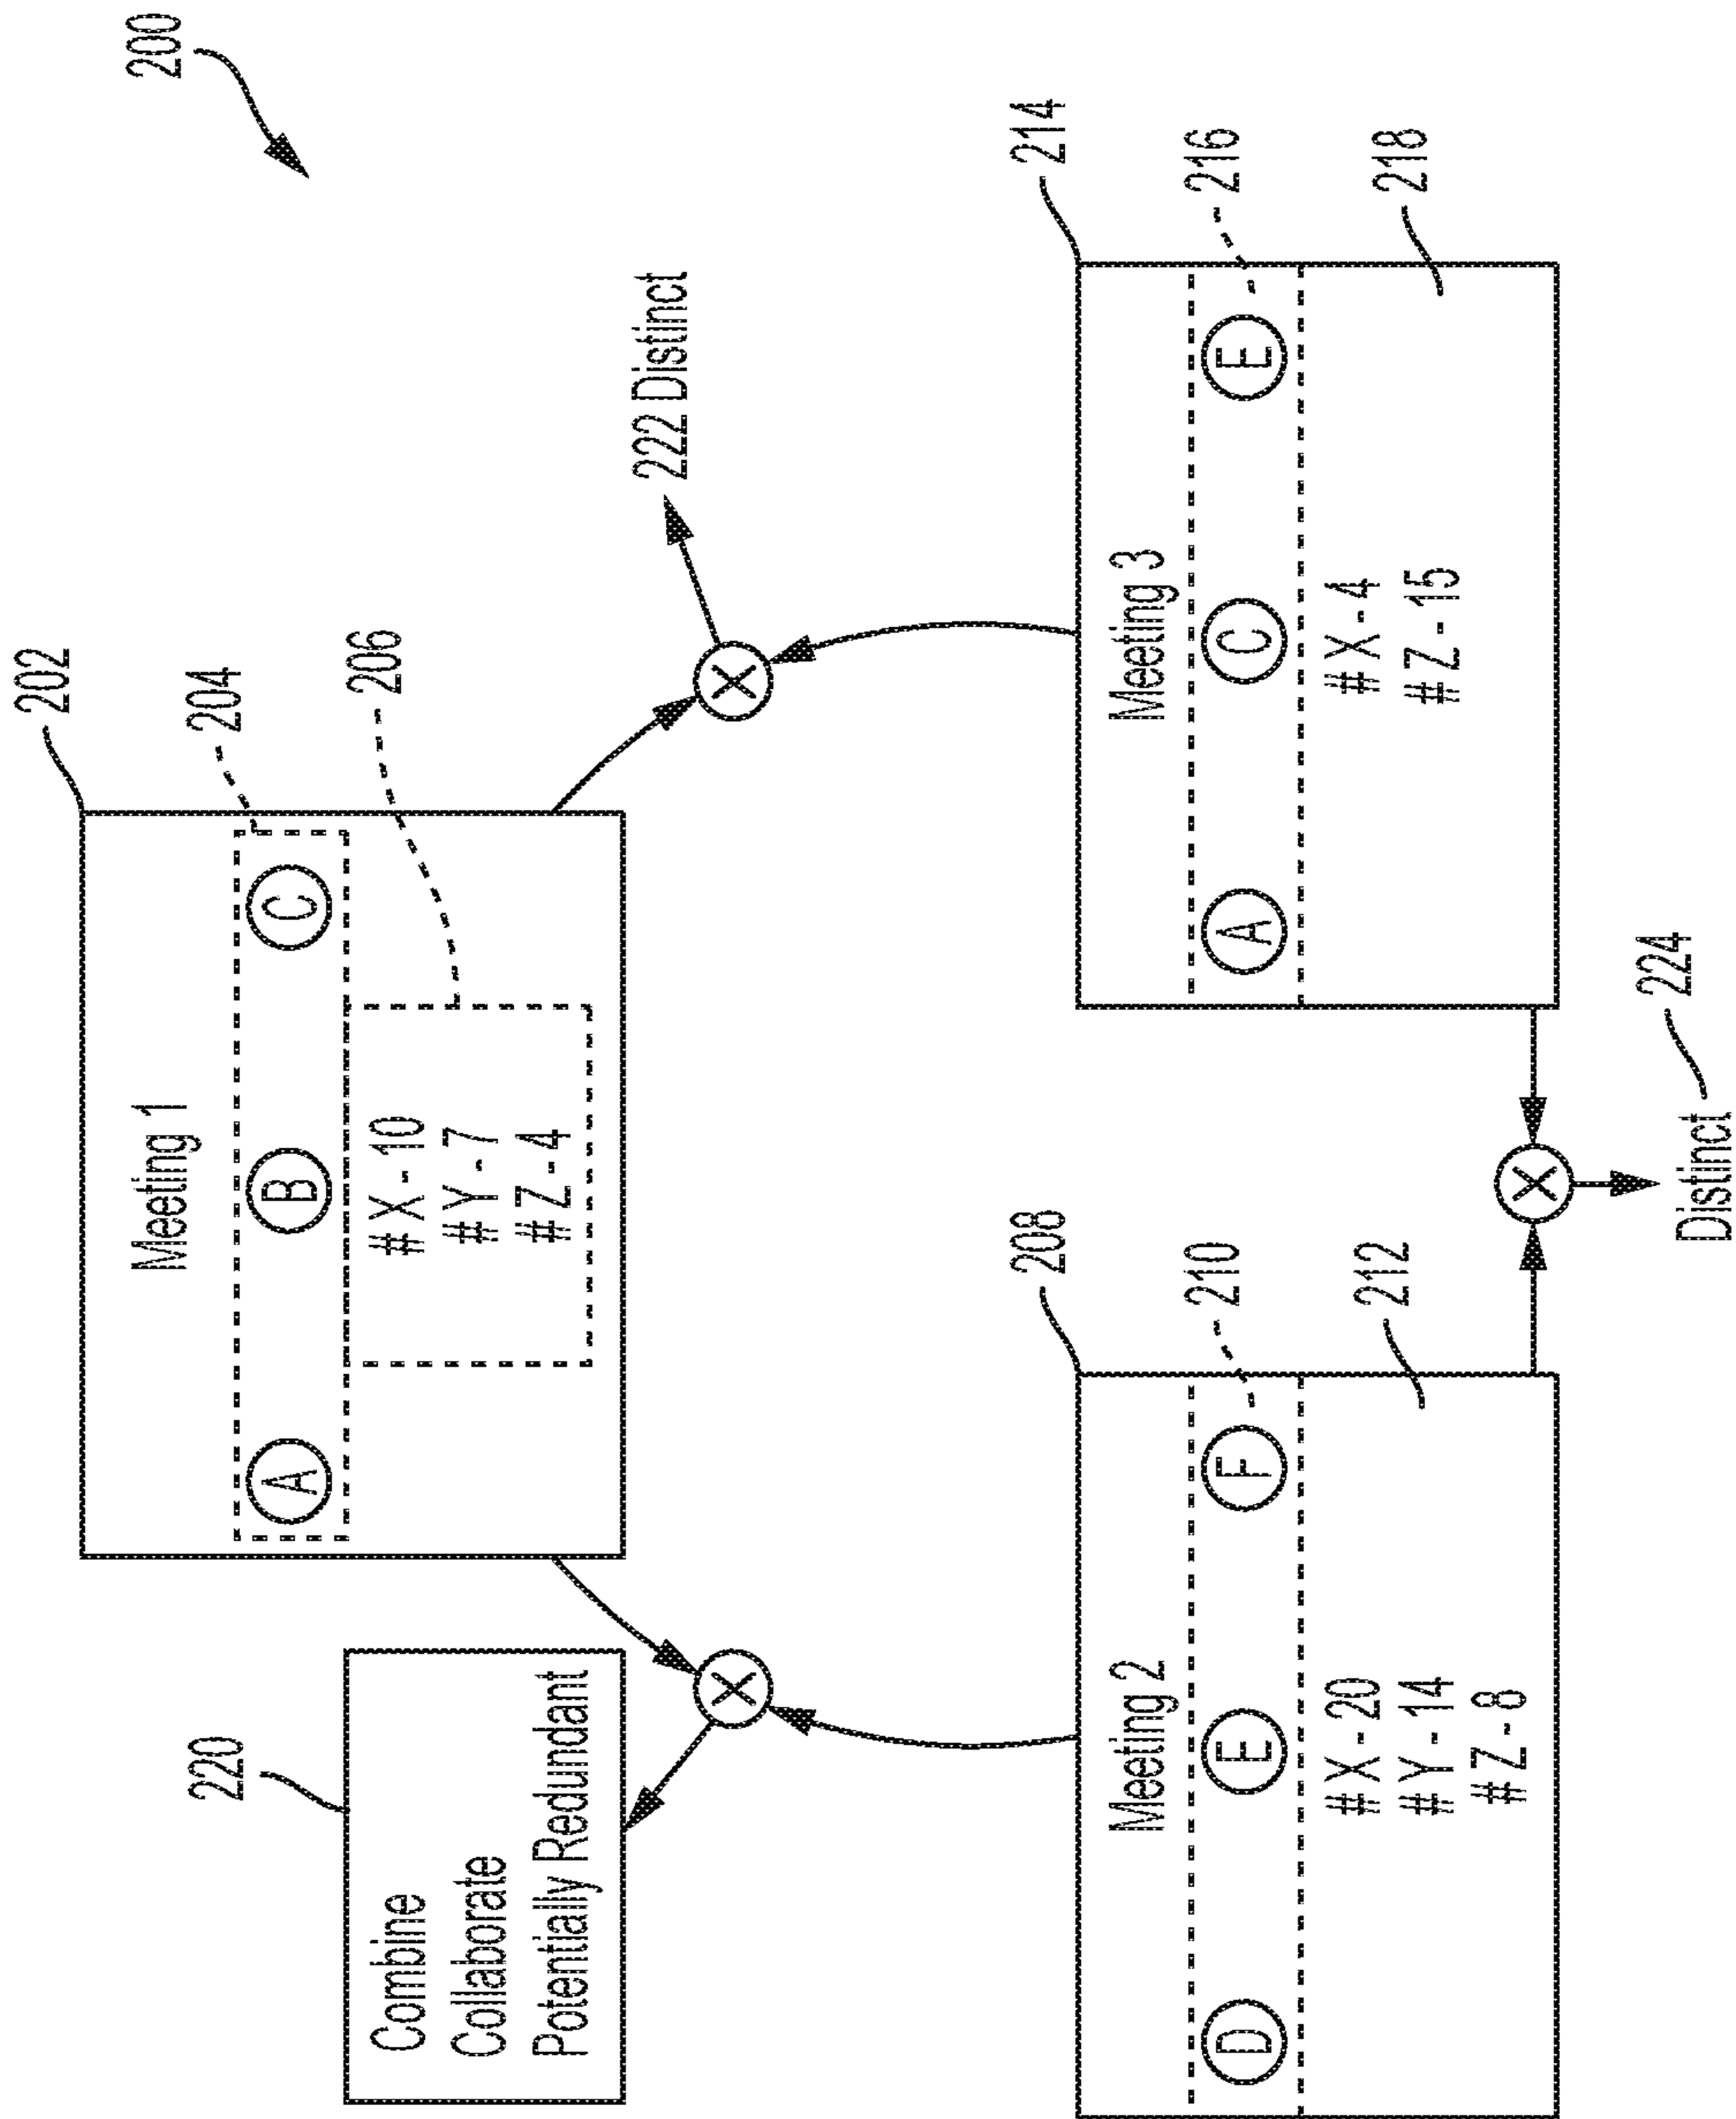 200
202
Meeting 1
204
A B C
206
# X - 10
# Y - 7
# Z - 4
220
Combine
Collaborate
Potentially Redundant
X
X
222 Distinct
208
Meeting 2
210
D E F
212
# X - 20
# Y - 14
# Z - 8
214
Meeting 3
216
A C E
218
# X - 4
# Z - 15
X
Distinct
224